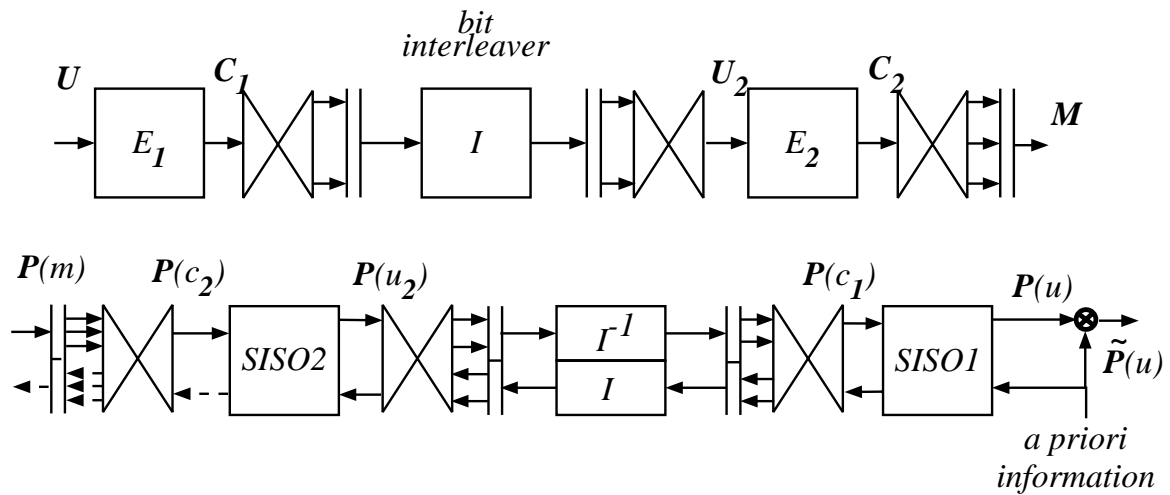 bit
interleaver
U
C₁
U₂
C₂
M
E₁
I
E₂
P(m)
P(c₂)
P(u₂)
P(c₁)
P(u)
SISO2
I⁻¹
I
SISO1
P̃(u)
a priori
information